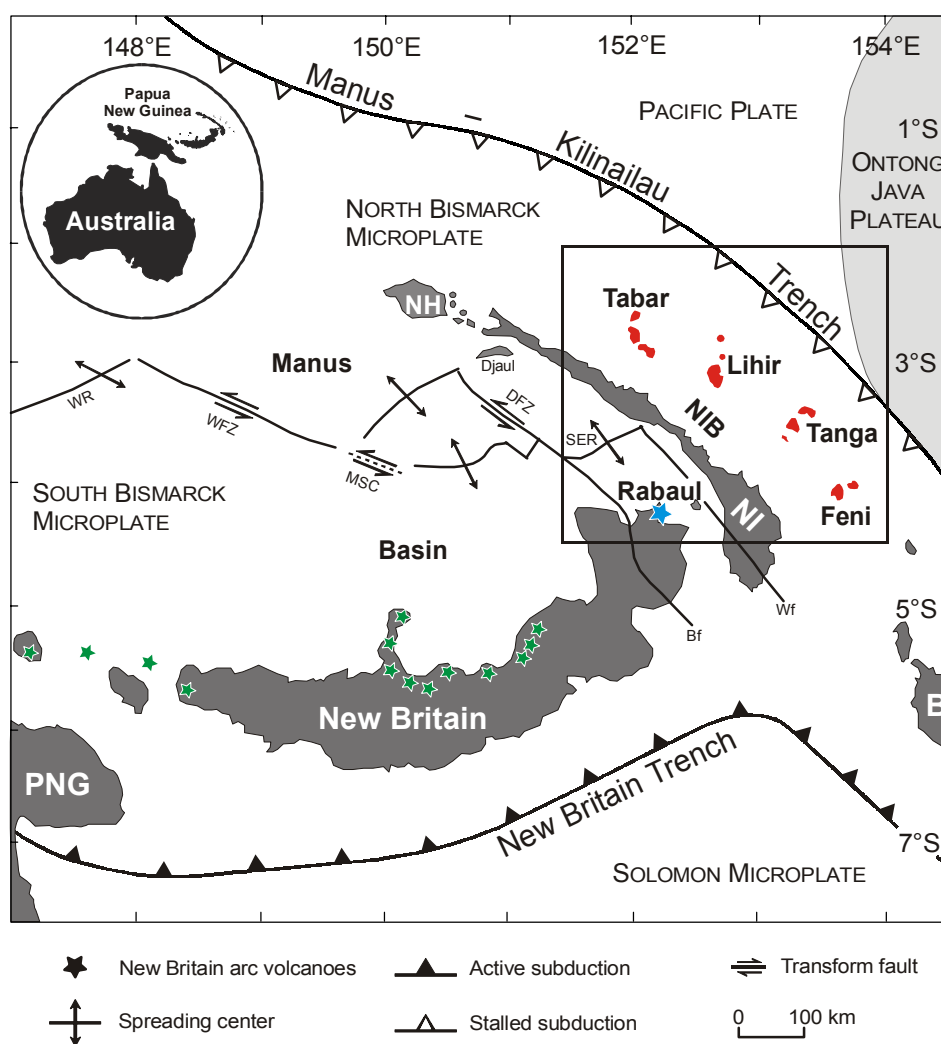 148°E
150°E
152°E
154°E
Papua
New Guinea
Australia
Manus
Kilinailau
Trench
PACIFIC PLATE
1°S
ONTONG
JAVA
PLATEAU
NORTH BISMARCK
MICROPLATE
NH
Tabar
Lihir
3°S
Manus
Djaul
WR
WFZ
DFZ
SER
NIB
Tanga
MSC
SOUTH BISMARCK
MICROPLATE
Rabaul
NI
Feni
Basin
5°S
Bf
Wf
New Britain
B
PNG
New Britain Trench
7°S
SOLOMON MICROPLATE
New Britain arc volcanoes
Active subduction
Transform fault
Spreading center
Stalled subduction
0 100 km